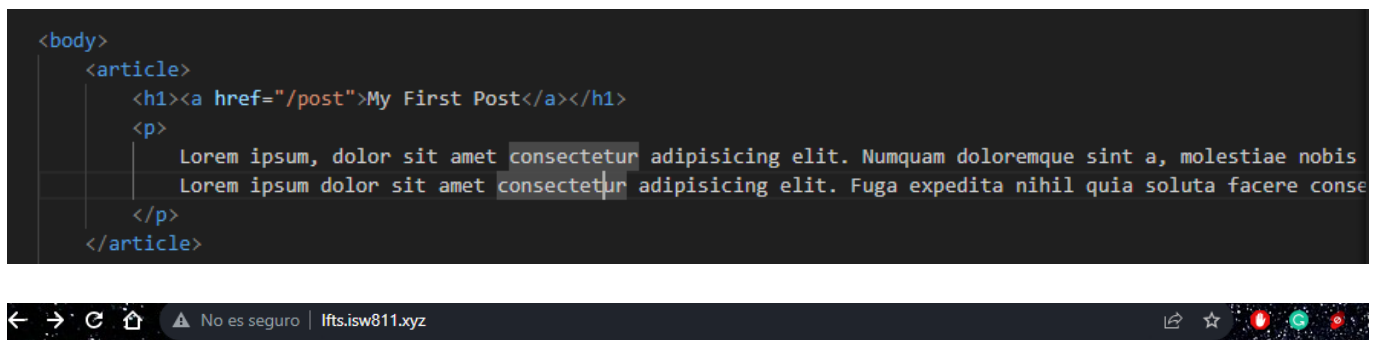 <body>
<article>
<h1><a href="/post">My First Post</a></h1>
<p>
Lorem ipsum, dolor sit amet consectetur adipisicing elit. Numquam doloremque sint a, molestiae nobis
Lorem ipsum dolor sit amet consectetur adipisicing elit. Fuga expedita nihil quia soluta facere conse
</p>
</article>
No es seguro | lfts.isw811.xyz